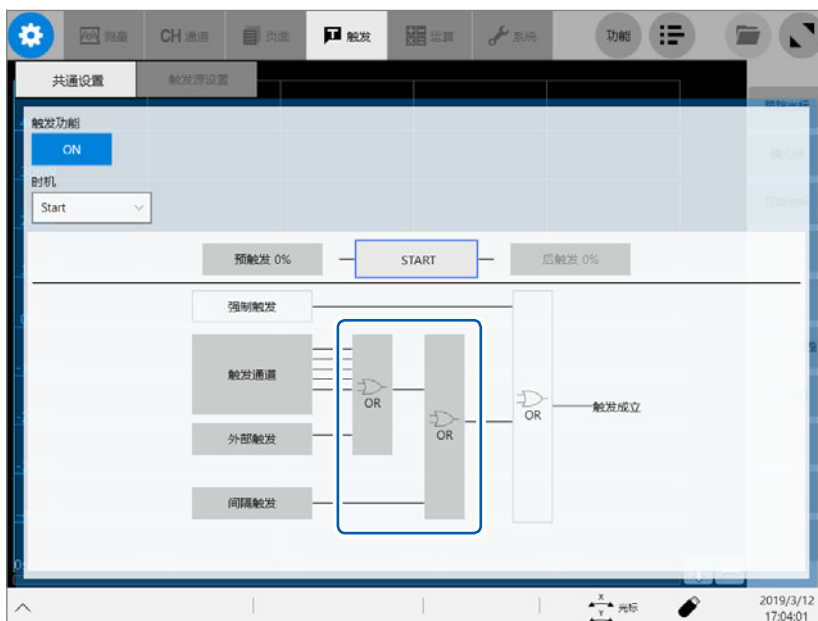 测量
CH 通道
页面
触发
运算
系统
功能
共通设置
触发源设置
触发功能
ON
时机
Start
预触发 0%
START
后触发 0%
强制触发
触发通道
OR
OR
OR
触发成立
外部触发
间隔触发
X
Y
光标
2019/3/12
17:04:01